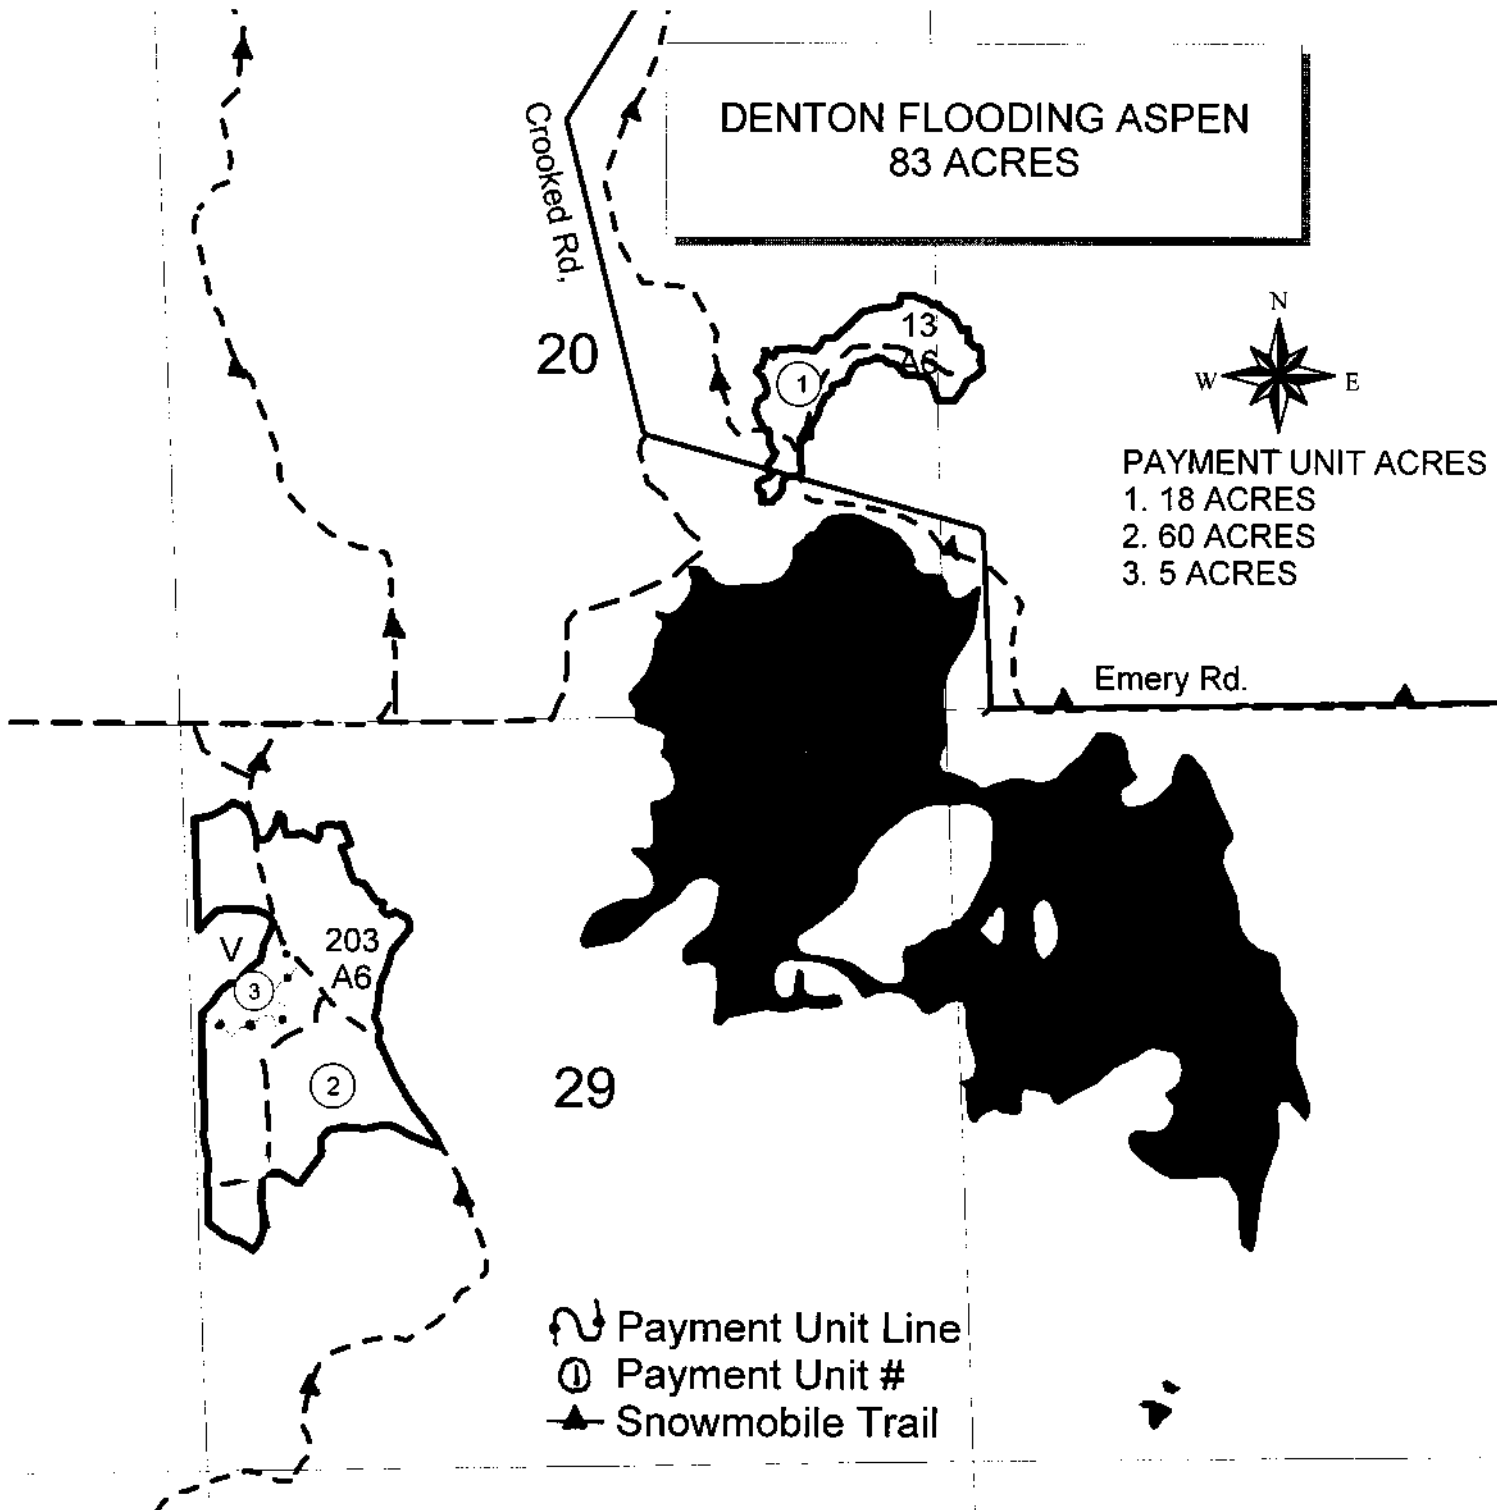 DENTON FLOODING ASPEN
83 ACRES
Crooked Rd,
20
13
A6
1
N
W
E
PAYMENT UNIT ACRES
1. 18 ACRES
2. 60 ACRES
3. 5 ACRES
Emery Rd.
V
203
A6
3
2
29
Payment Unit Line
1 Payment Unit #
Snowmobile Trail